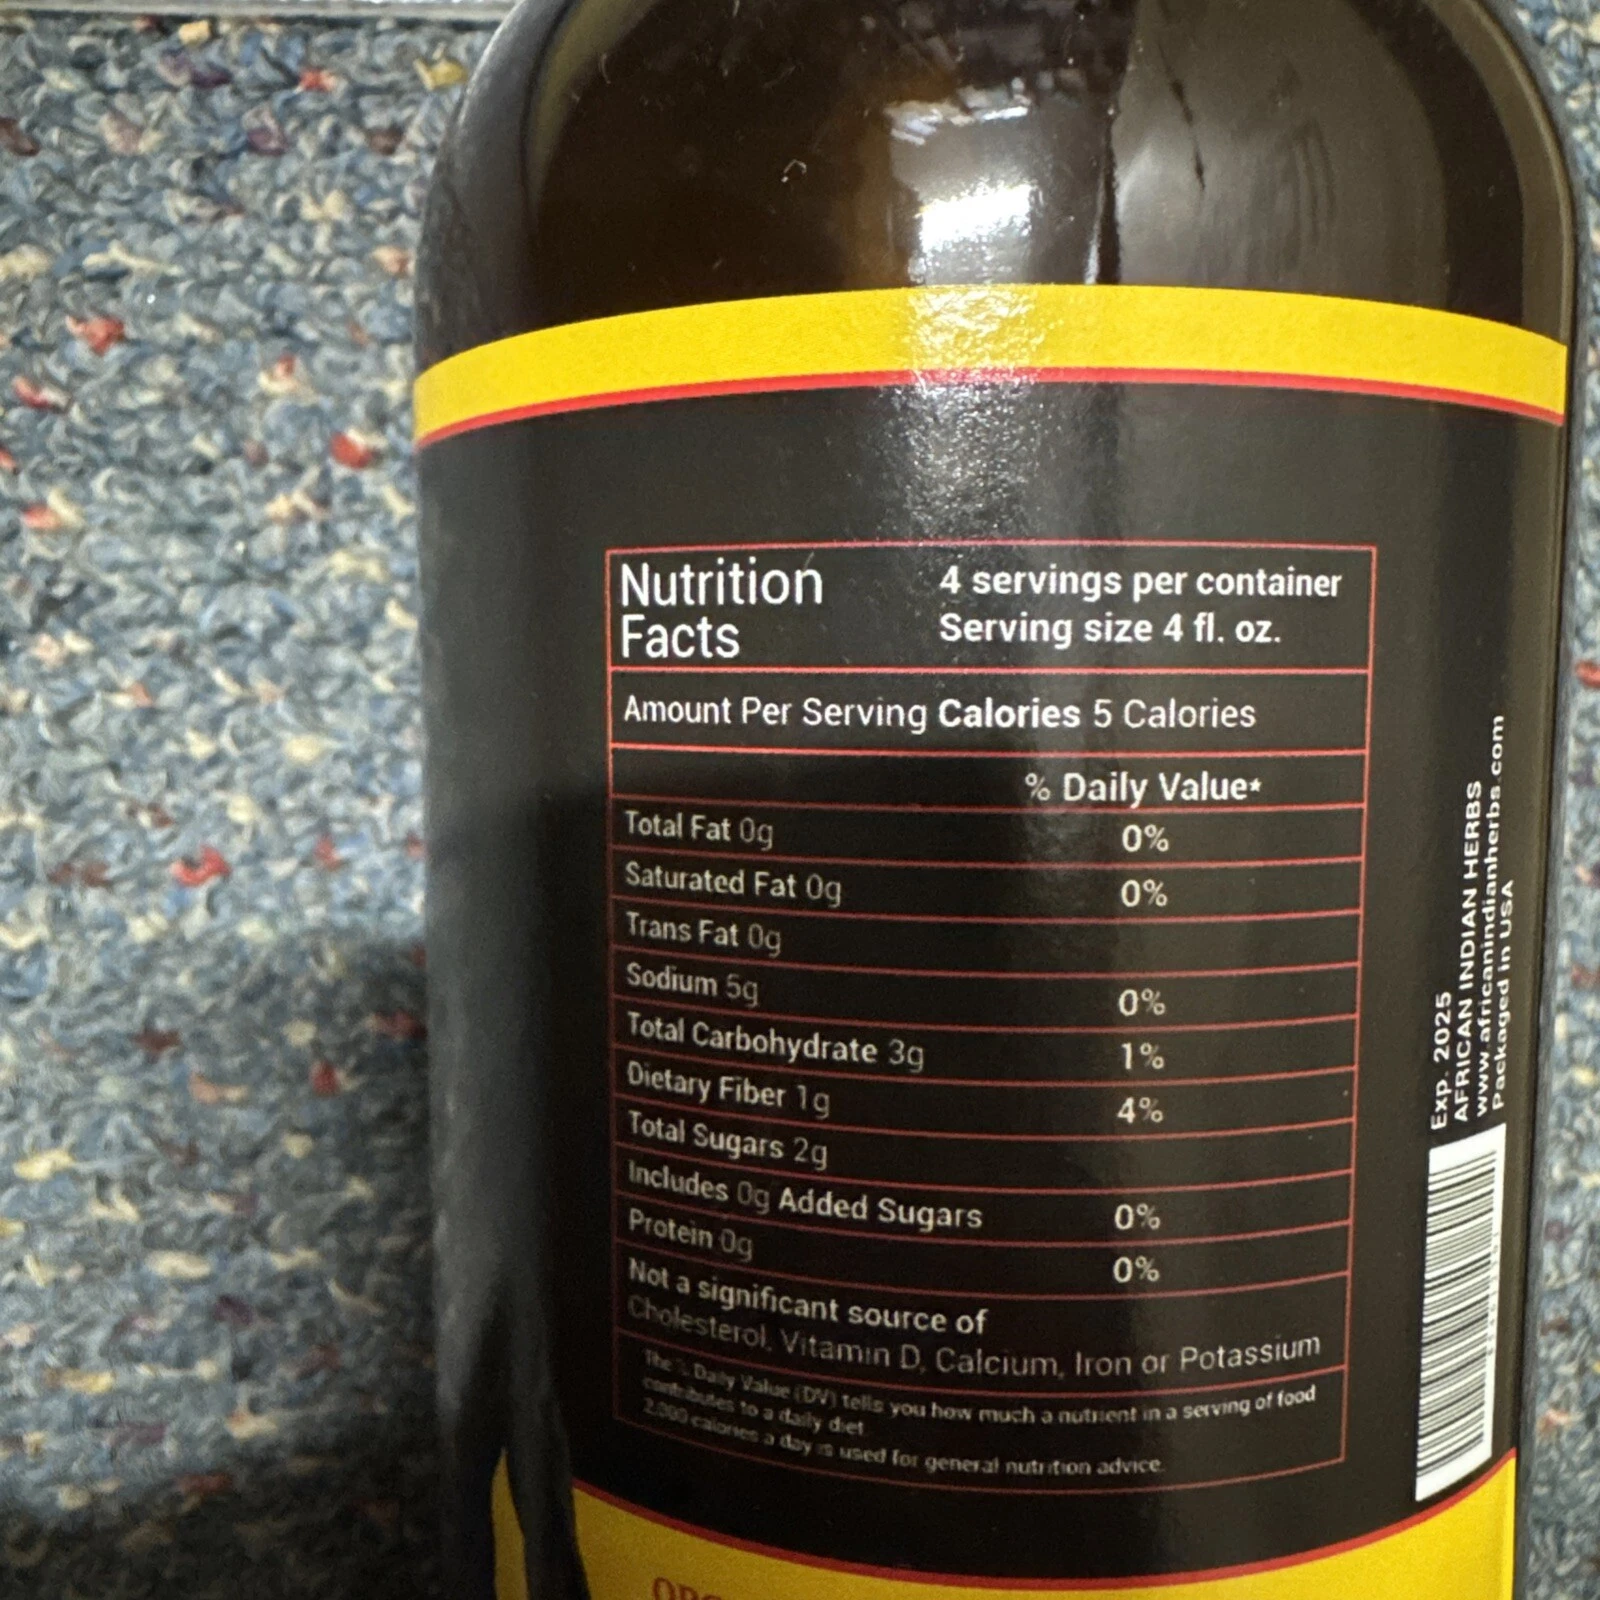 Nutrition
Facts
4 servings per container
Serving size 4 fl. oz.
Amount Per Serving Calories 5 Calories
% Daily Value*
Total Fat 0g 0%
Saturated Fat 0g 0%
Trans Fat 0g
Sodium 5g 0%
Total Carbohydrate 3g 1%
Dietary Fiber 1g 4%
Total Sugars 2g
Includes 0g Added Sugars 0%
Protein 0g 0%
Not a significant source of
Cholesterol, Vitamin D, Calcium, Iron or Potassium
The % Daily Value (DV) tells you how much a nutrient in a serving of food
contributes to a daily diet.
2,000 calories a day is used for general nutrition advice.
Exp. 2025
AFRICAN INDIAN HERBS
www.africanindianherbs.com
Packaged in USA